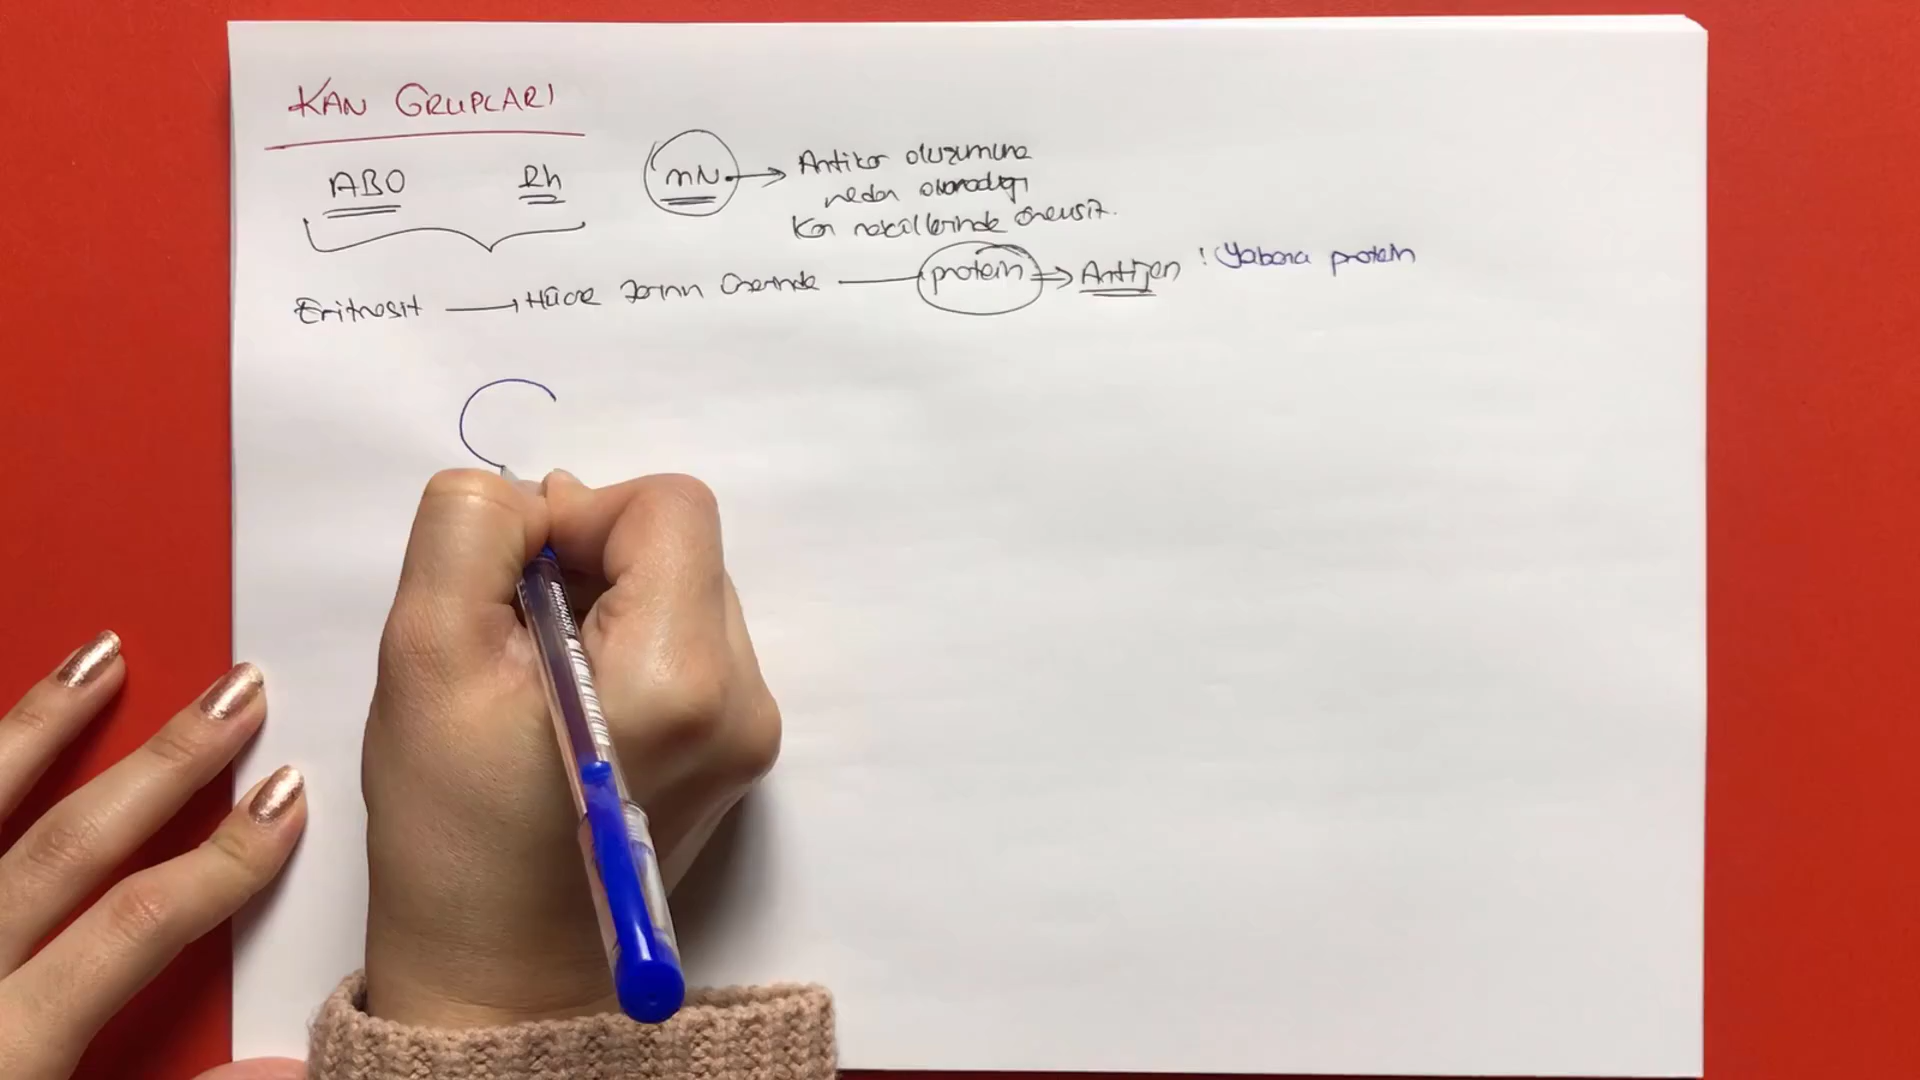 KAN GRUPLARI
ABO Rh MN → Antikor oluşumuna
neden olmadığı
Kan nakillerinde önemsiz.
Eritrosit → Hücre zarının üzerinde — protein → Antijen : Yabancı protein